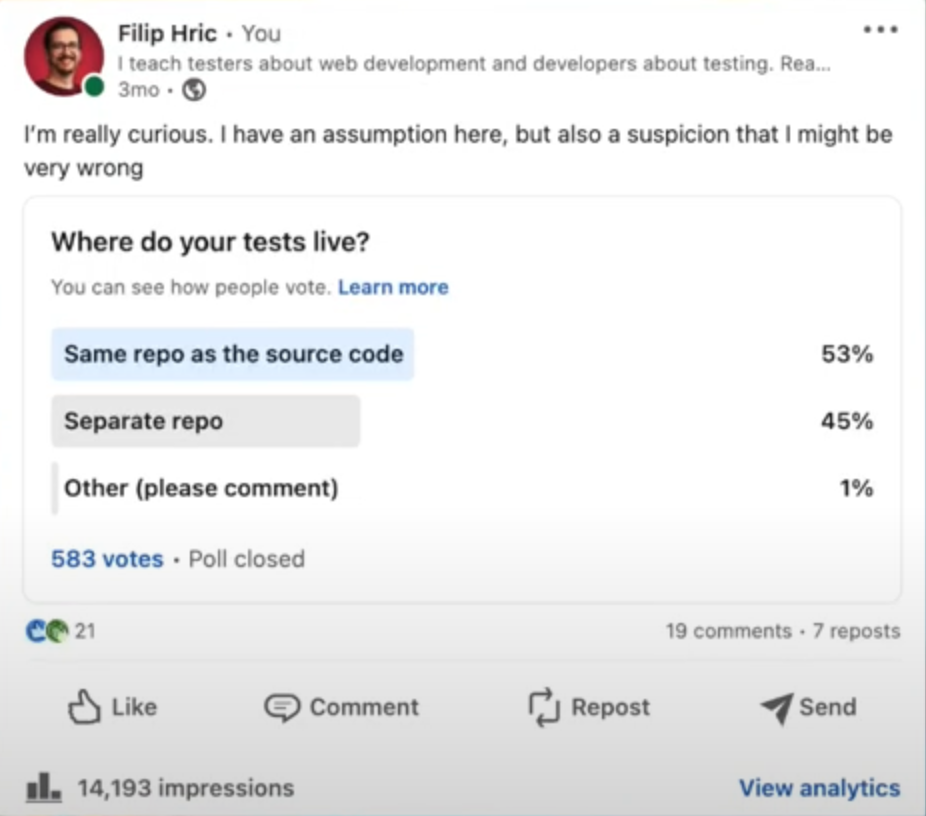 Filip Hric • You
I teach testers about web development and developers about testing. Rea...
3mo •
I'm really curious. I have an assumption here, but also a suspicion that I might be
very wrong
Where do your tests live?
You can see how people vote. Learn more
Same repo as the source code 53%
Separate repo 45%
Other (please comment) 1%
583 votes • Poll closed
21 19 comments • 7 reposts
Like Comment Repost Send
14,193 impressions View analytics